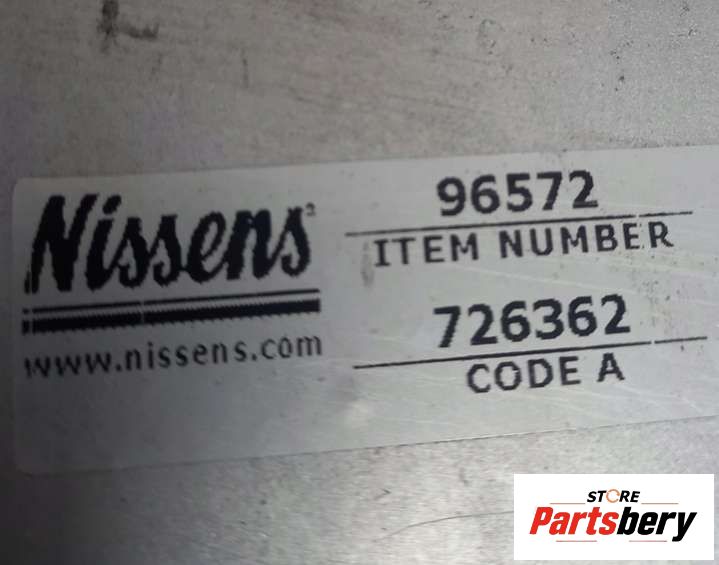 Nissens
www.nissens.com
96572
ITEM NUMBER
726362
CODE A
STORE
Partsbery